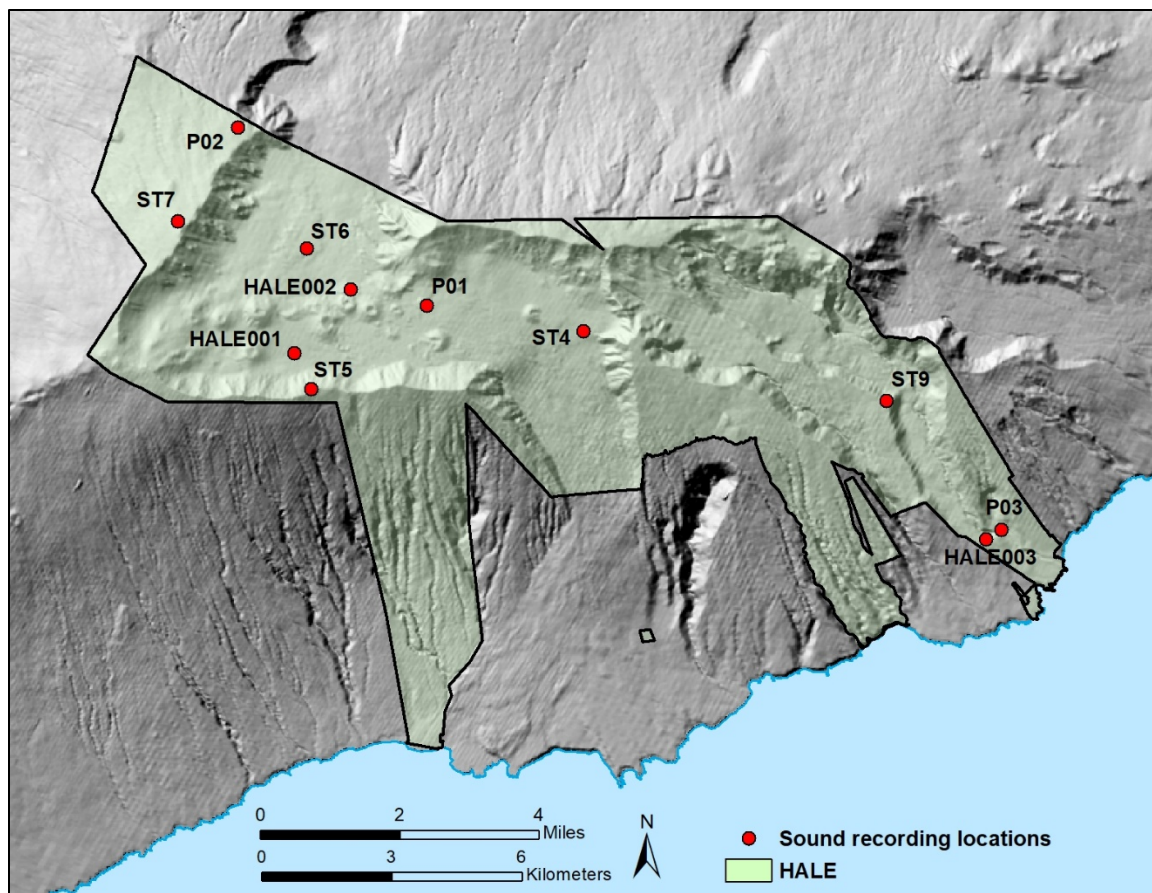 P02
ST7
ST6
HALE002
P01
HALE001
ST4
ST5
ST9
P03
HALE003
0 2 4
Miles
0 3 6
Kilometers
N
Sound recording locations
HALE